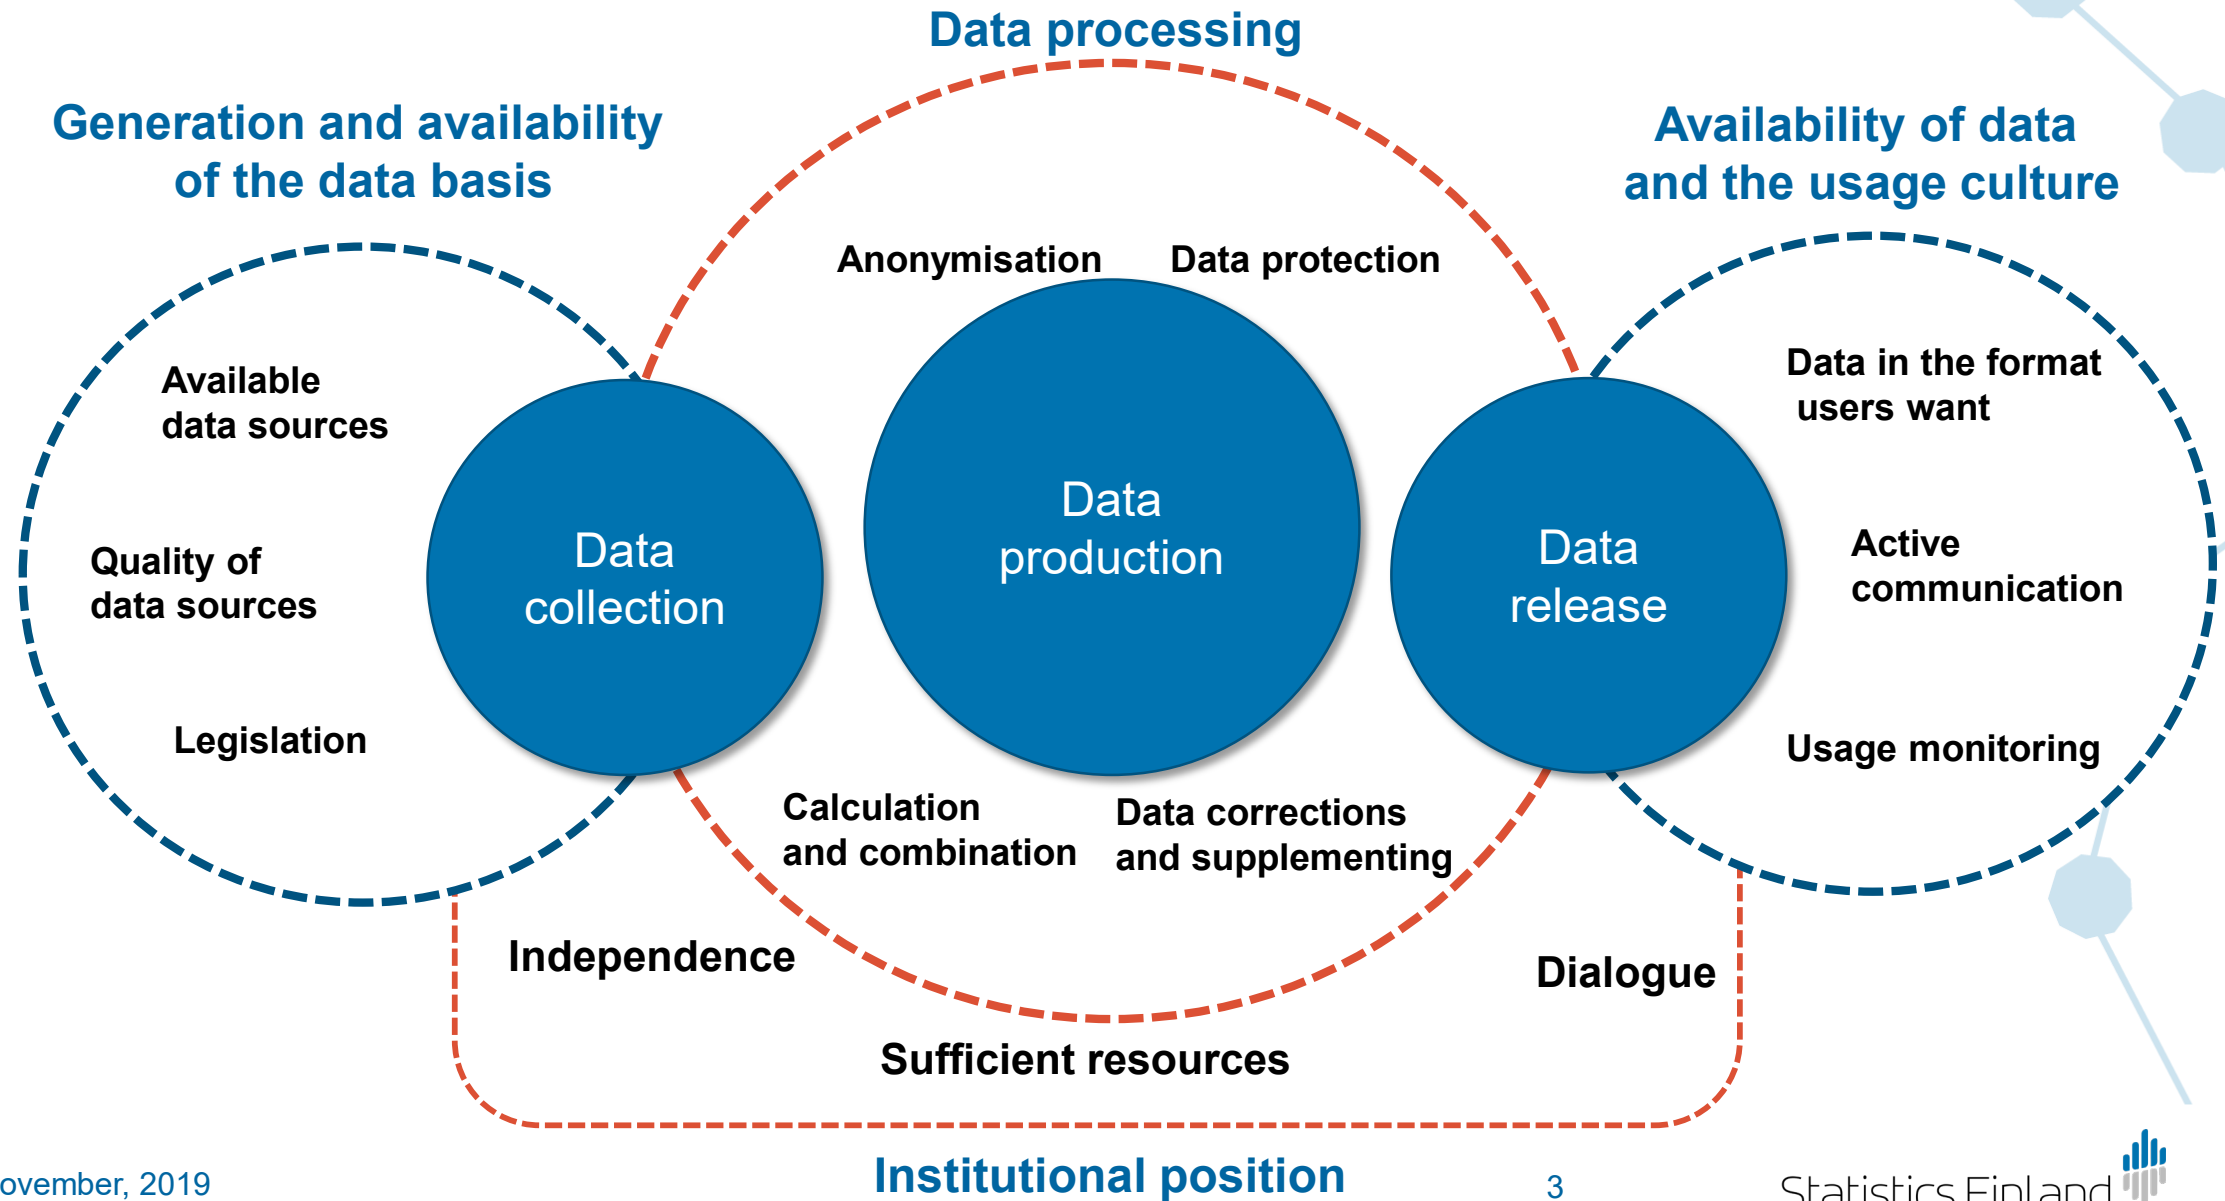 Data processing
Generation and availability
of the data basis
Availability of data
and the usage culture
Anonymisation
Data protection
Available
data sources
Quality of
data sources
Legislation
Data
collection
Data
production
Data
release
Data in the format
users want
Active
communication
Usage monitoring
Calculation
and combination
Data corrections
and supplementing
Independence
Dialogue
Sufficient resources
Institutional position
ovember, 2019
3
Statistics Finland